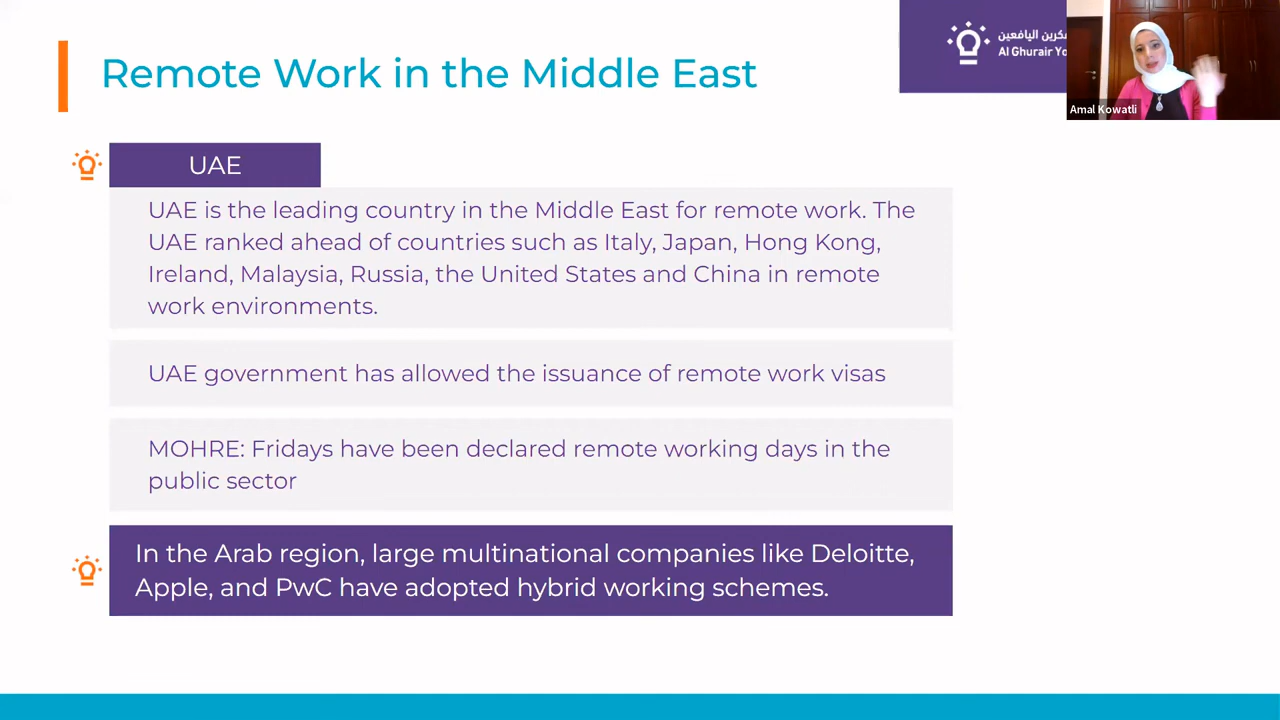 Remote Work in the Middle East
Al Ghurair
Amal Kowatli
UAE
UAE is the leading country in the Middle East for remote work. The
UAE ranked ahead of countries such as Italy, Japan, Hong Kong,
Ireland, Malaysia, Russia, the United States and China in remote
work environments.
UAE government has allowed the issuance of remote work visas
MOHRE: Fridays have been declared remote working days in the
public sector
In the Arab region, large multinational companies like Deloitte,
Apple, and PwC have adopted hybrid working schemes.